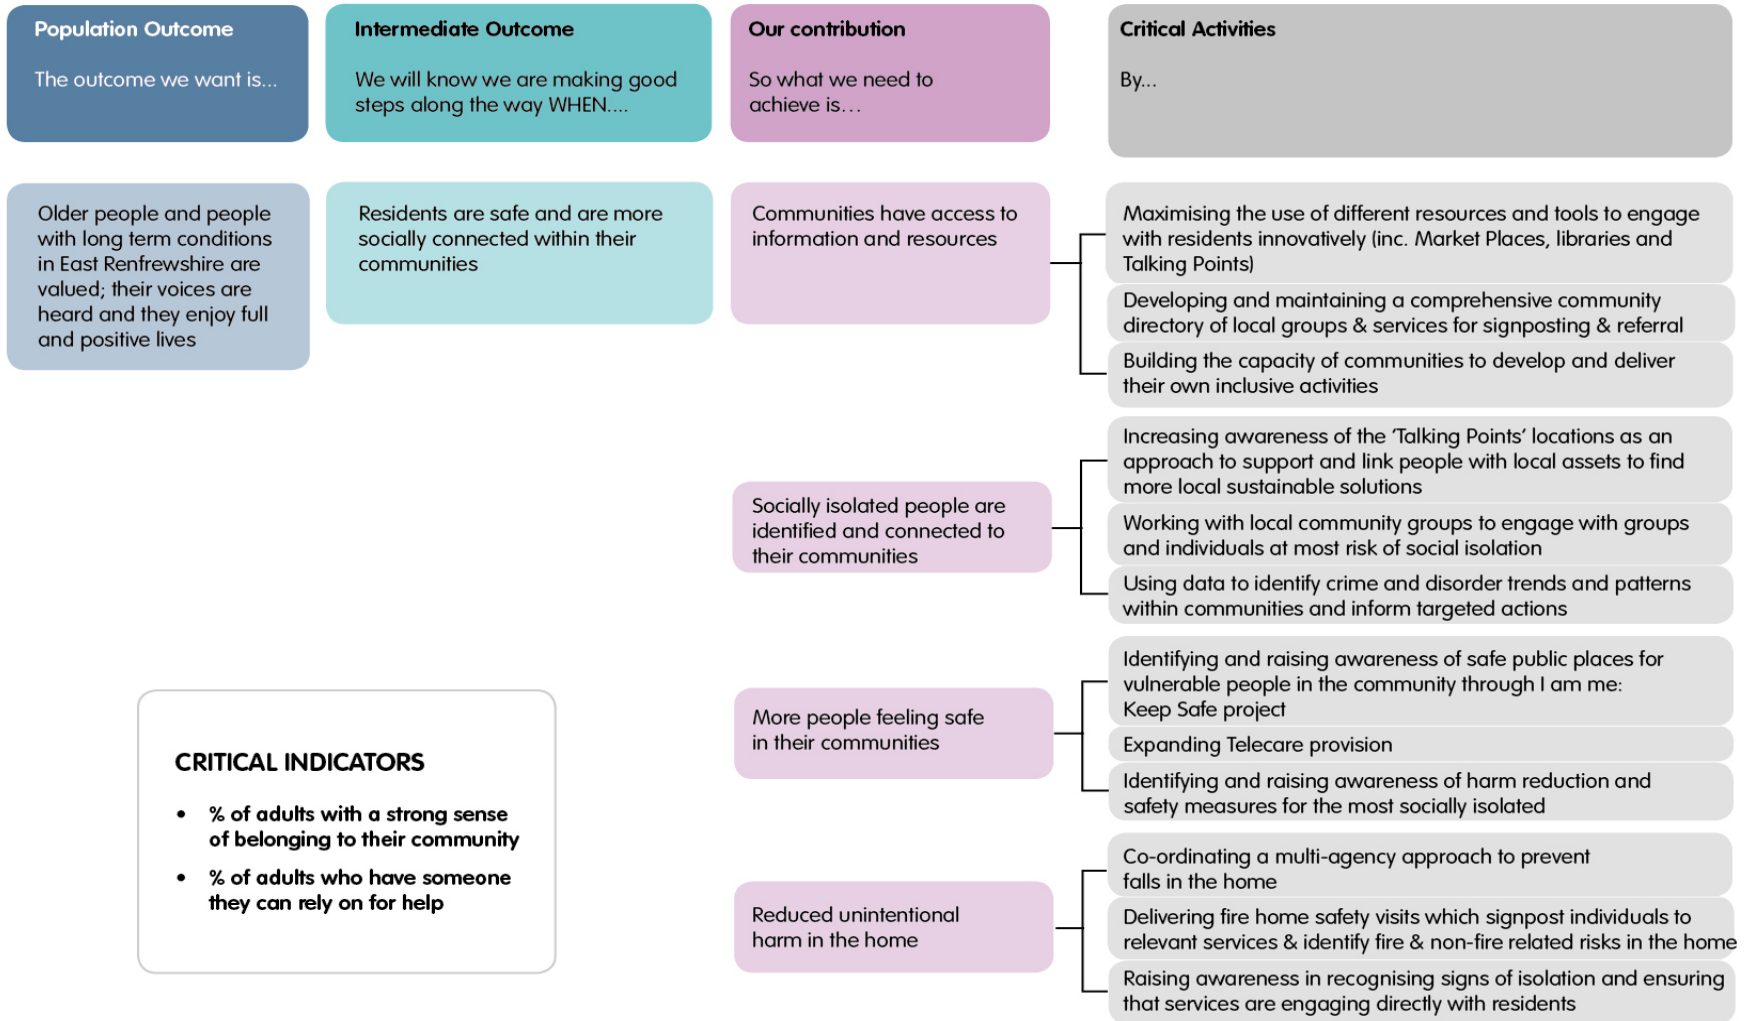 Population Outcome
The outcome we want is...
Intermediate Outcome
We will know we are making good
steps along the way WHEN....
Our contribution
So what we need to
achieve is...
Critical Activities
By...
Older people and people
with long term conditions
in East Renfrewshire are
valued; their voices are
heard and they enjoy full
and positive lives
Residents are safe and are more
socially connected within their
communities
Communities have access to
information and resources
Maximising the use of different resources and tools to engage
with residents innovatively (inc. Market Places, libraries and
Talking Points)
Developing and maintaining a comprehensive community
directory of local groups & services for signposting & referral
Building the capacity of communities to develop and deliver
their own inclusive activities
Socially isolated people are
identified and connected to
their communities
Increasing awareness of the 'Talking Points' locations as an
approach to support and link people with local assets to find
more local sustainable solutions
Working with local community groups to engage with groups
and individuals at most risk of social isolation
Using data to identify crime and disorder trends and patterns
within communities and inform targeted actions
More people feeling safe
in their communities
Identifying and raising awareness of safe public places for
vulnerable people in the community through I am me:
Keep Safe project
Expanding Telecare provision
Identifying and raising awareness of harm reduction and
safety measures for the most socially isolated
Reduced unintentional
harm in the home
Co-ordinating a multi-agency approach to prevent
falls in the home
Delivering fire home safety visits which signpost individuals to
relevant services & identify fire & non-fire related risks in the home
Raising awareness in recognising signs of isolation and ensuring
that services are engaging directly with residents
CRITICAL INDICATORS
• % of adults with a strong sense
of belonging to their community
• % of adults who have someone
they can rely on for help